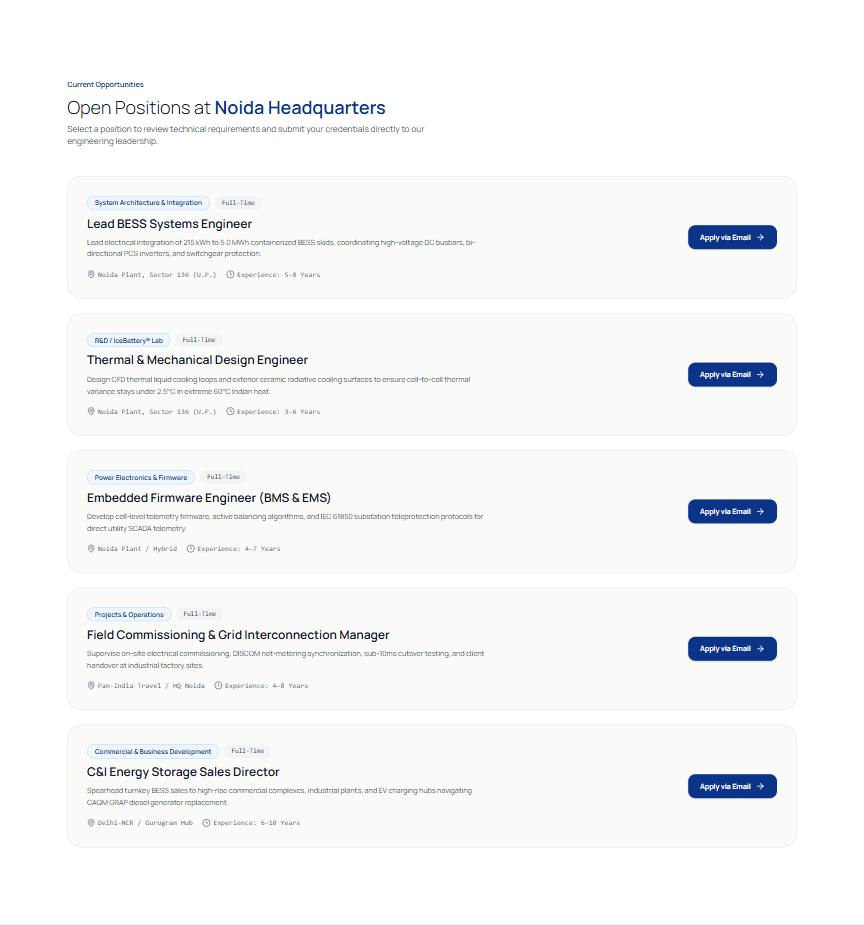 Current Opportunities
Open Positions at Noida Headquarters
Select a position to review technical requirements and submit your credentials directly to our
engineering leadership.
System Architecture & Integration Full-Time
Lead BESS Systems Engineer
Lead electrical integration of 215 kWh to 5.0 MWh containerized BESS skids, coordinating high-voltage DC busbars, bi-
directional PCS inverters, and switchgear protection.
Noida Plant, Sector 136 (U.P.) Experience: 5-8 Years
Apply via Email →
R&D / IceBattery® Lab Full-Time
Thermal & Mechanical Design Engineer
Design CFD thermal liquid cooling loops and exterior ceramic radiative cooling surfaces to ensure cell-to-cell thermal
variance stays under 2.5°C in extreme 60°C Indian heat.
Noida Plant, Sector 136 (U.P.) Experience: 3-6 Years
Apply via Email →
Power Electronics & Firmware Full-Time
Embedded Firmware Engineer (BMS & EMS)
Develop cell-level telemetry firmware, active balancing algorithms, and IEC 61850 substation teleprotection protocols for
direct utility SCADA telemetry.
Noida Plant / Hybrid Experience: 4-7 Years
Apply via Email →
Projects & Operations Full-Time
Field Commissioning & Grid Interconnection Manager
Supervise on-site electrical commissioning, DISCOM net-metering synchronization, sub-10ms cutover testing, and client
handover at industrial factory sites.
Pan-India Travel / HQ Noida Experience: 4-8 Years
Apply via Email →
Commercial & Business Development Full-Time
C&I Energy Storage Sales Director
Spearhead turnkey BESS sales to high-rise commercial complexes, industrial plants, and EV charging hubs navigating
CAQM GRAP diesel generator replacement.
Delhi-NCR / Gurugram Hub Experience: 6-10 Years
Apply via Email →